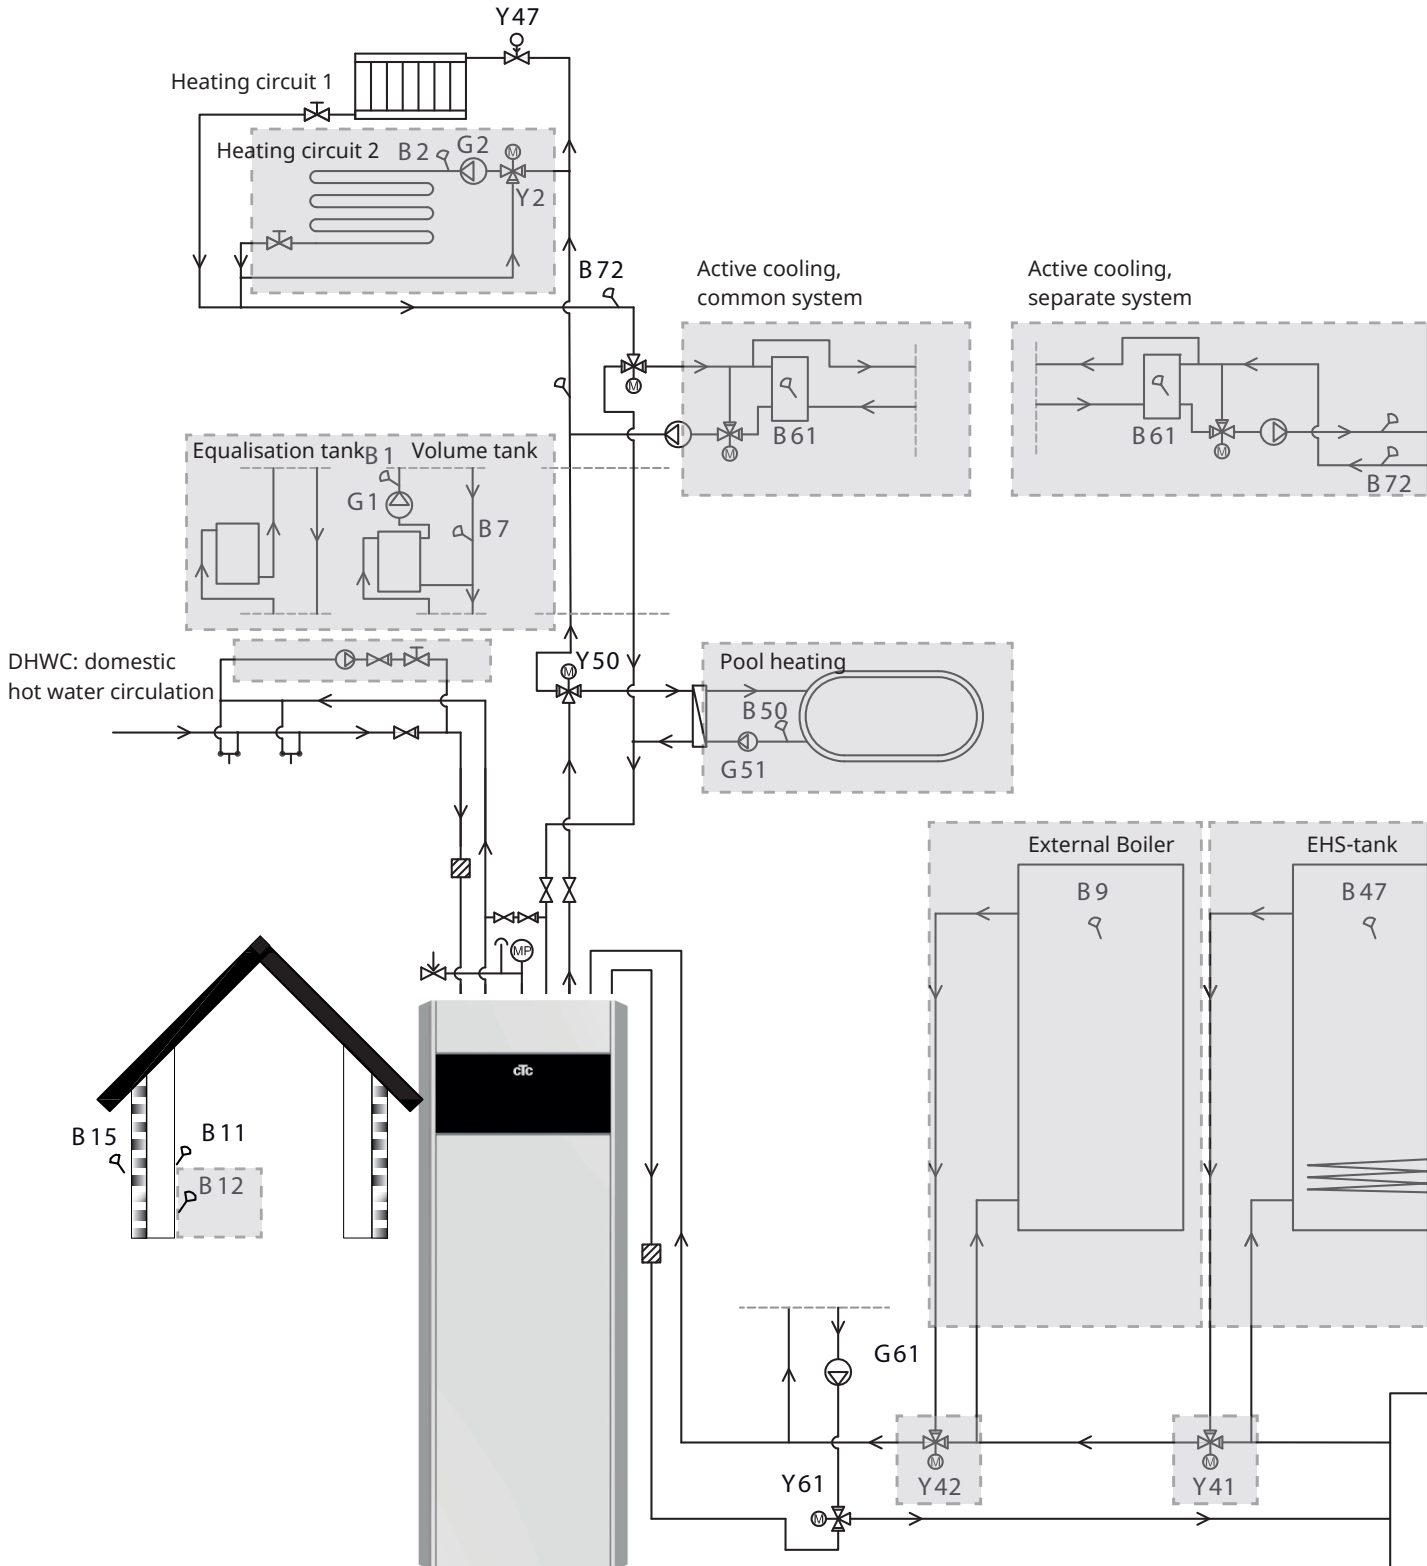 Y47
Heating circuit 1
Heating circuit 2
B2
G2
M
Y2
B72
Active cooling,
common system
Active cooling,
separate system
M
B61
M
B61
M
B72
Equalisation tank
B1
Volume tank
G1
B7
DHWC: domestic
hot water circulation
Y50
M
Pool heating
B50
G51
External Boiler
EHS-tank
B9
B47
MP
cTc
B15
B11
B12
G61
M
Y42
M
Y41
Y61
M